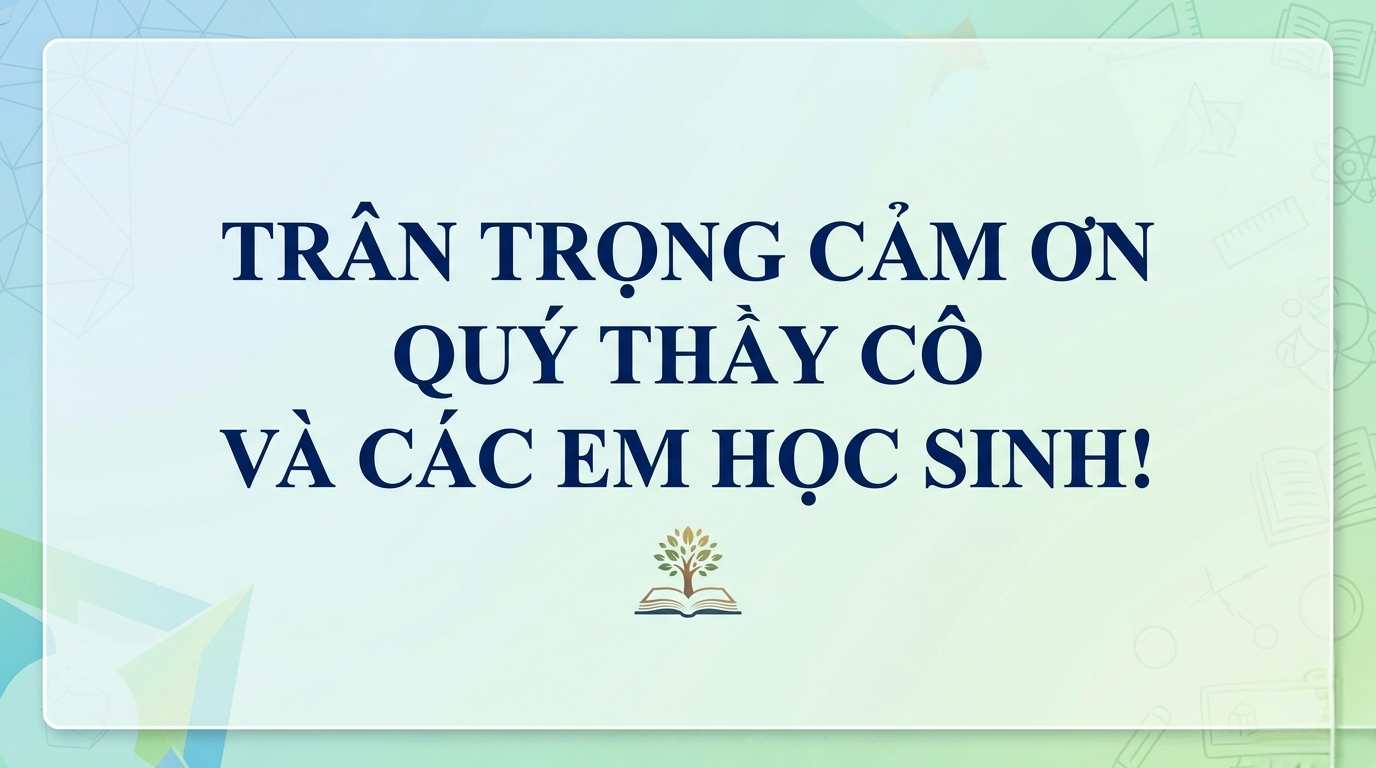 TRÂN TRỌNG CẢM ƠN
QUÝ THẦY CÔ
VÀ CÁC EM HỌC SINH!